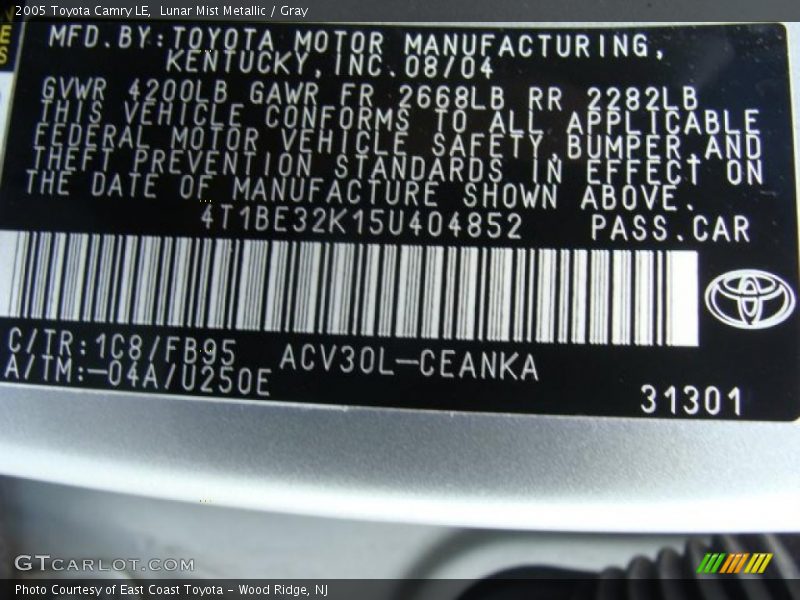 2005 Toyota Camry LE,  Lunar Mist Metallic / Gray
MFD.BY:TOYOTA MOTOR MANUFACTURING,
KENTUCKY,INC.08/04
GVWR 4200LB GAWR FR 2668LB RR 2282LB
THIS VEHICLE CONFORMS TO ALL APPLICABLE
FEDERAL MOTOR VEHICLE SAFETY,BUMPER,AND
THEFT PREVENTION STANDARDS IN EFFECT ON
THE DATE OF MANUFACTURE SHOWN ABOVE.
4T1BE32K15U404852 PASS.CAR
C/TR:1C8/FB95 ACV30L-CEANKA
A/TM:-04A/U250E
31301
GTCARLOT.COM
Photo Courtesy of East Coast Toyota - Wood Ridge, NJ